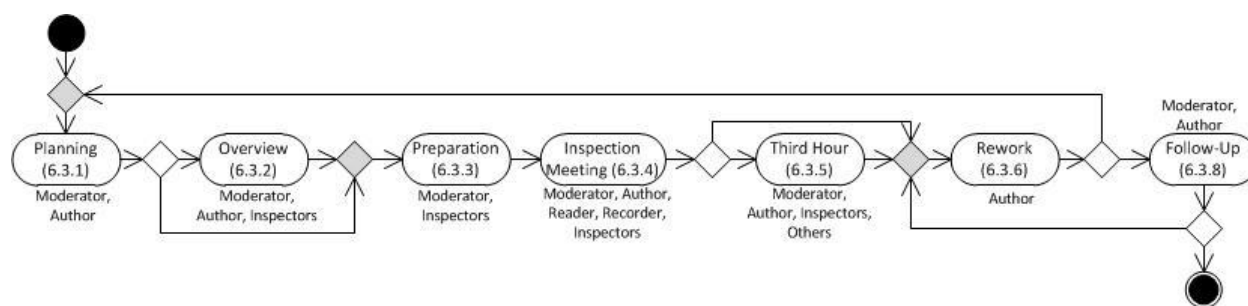 Planning
(6.3.1)
Moderator,
Author
Overview
(6.3.2)
Moderator,
Author, Inspectors
Preparation
(6.3.3)
Moderator,
Inspectors
Inspection
Meeting (6.3.4)
Moderator, Author,
Reader, Recorder,
Inspectors
Third Hour
(6.3.5)
Moderator,
Author, Inspectors,
Others
Rework
(6.3.6)
Author
Moderator,
Author
Follow-Up
(6.3.8)